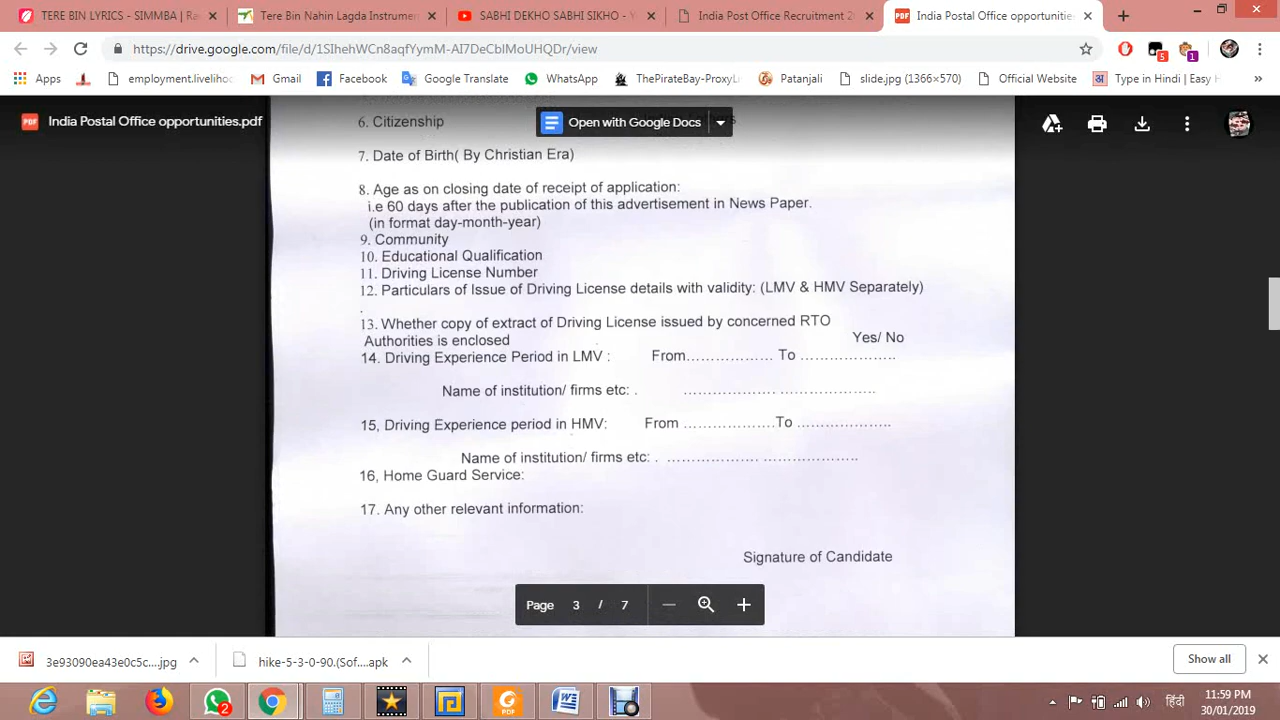 TERE BIN LYRICS - SIMMBA | Ra
Tere Bin Nahin Lagda Instrumen
SABHI DEKHO SABHI SIKHO - Y
India Post Office Recruitment 2
India Postal Office opportunities
https://drive.google.com/file/d/1SIhehWCn8aqfYymM-AI7DeCblMoUHQDr/view
5
1
Apps
employment.livelihoo
Gmail
Facebook
Google Translate
WhatsApp
ThePirateBay-ProxyL
Patanjali
slide.jpg (1366×570)
Official Website
Type in Hindi | Easy H
India Postal Office opportunities.pdf
Open with Google Docs
6. Citizenship
7. Date of Birth( By Christian Era)
8. Age as on closing date of receipt of application:
i.e 60 days after the publication of this advertisement in News Paper.
(in format day-month-year)
9. Community
10. Educational Qualification
11. Driving License Number
12. Particulars of Issue of Driving License details with validity: (LMV & HMV Separately)
.
13. Whether copy of extract of Driving License issued by concerned RTO
Authorities is enclosed Yes/ No
14. Driving Experience Period in LMV : From................ To ...................
Name of institution/ firms etc: . ................... ...................
15, Driving Experience period in HMV: From ...................To ...................
Name of institution/ firms etc: . ................... ...................
16, Home Guard Service:
17. Any other relevant information:
Signature of Candidate
Page 3 / 7
3e93090ea43e0c5c....jpg
hike-5-3-0-90.(Sof....apk
Show all
2
PDF
हिंदी
11:59 PM
30/01/2019